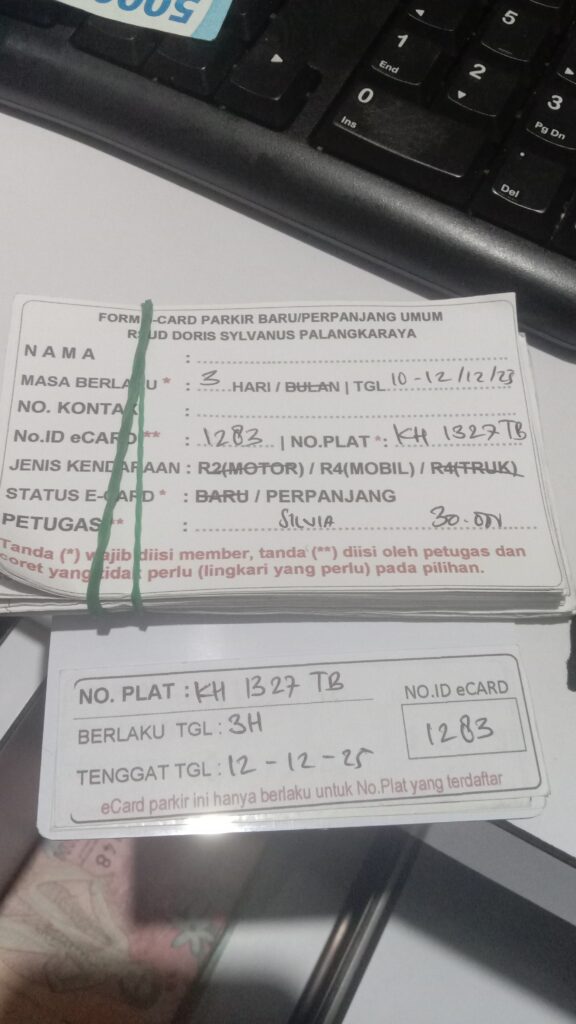 5000
5
1
End
2
3
Pg Dn
0
Ins
.
Del
FORM E-CARD PARKIR BARU/PERPANJANG UMUM
RSUD DORIS SYLVANUS PALANGKARAYA
NAMA :
MASA BERLAKU * : 3 HARI / BULAN | TGL. 10-12/12/25
NO. KONTAK :
No.ID eCARD ** : 1283 | NO.PLAT *: KH 1327 TB
JENIS KENDARAAN : R2(MOTOR) / R4(MOBIL) / R4(TRUK)
STATUS E-CARD * : BARU / PERPANJANG
PETUGAS ** : SILVIA 30.000
Tanda (*) wajib diisi member, tanda (**) diisi oleh petugas dan
coret yang tidak perlu (lingkari yang perlu) pada pilihan.
NO. PLAT : KH 1327 TB
NO.ID eCARD
BERLAKU TGL : 3H
1283
TENGGAT TGL : 12 - 12 - 25
eCard parkir ini hanya berlaku untuk No.Plat yang terdaftar